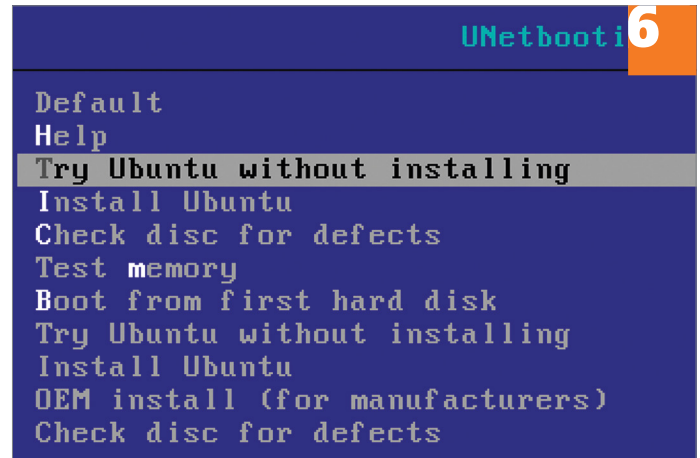 UNetbooti
6
Default
Help
Try Ubuntu without installing
Install Ubuntu
Check disc for defects
Test memory
Boot from first hard disk
Try Ubuntu without installing
Install Ubuntu
OEM install (for manufacturers)
Check disc for defects